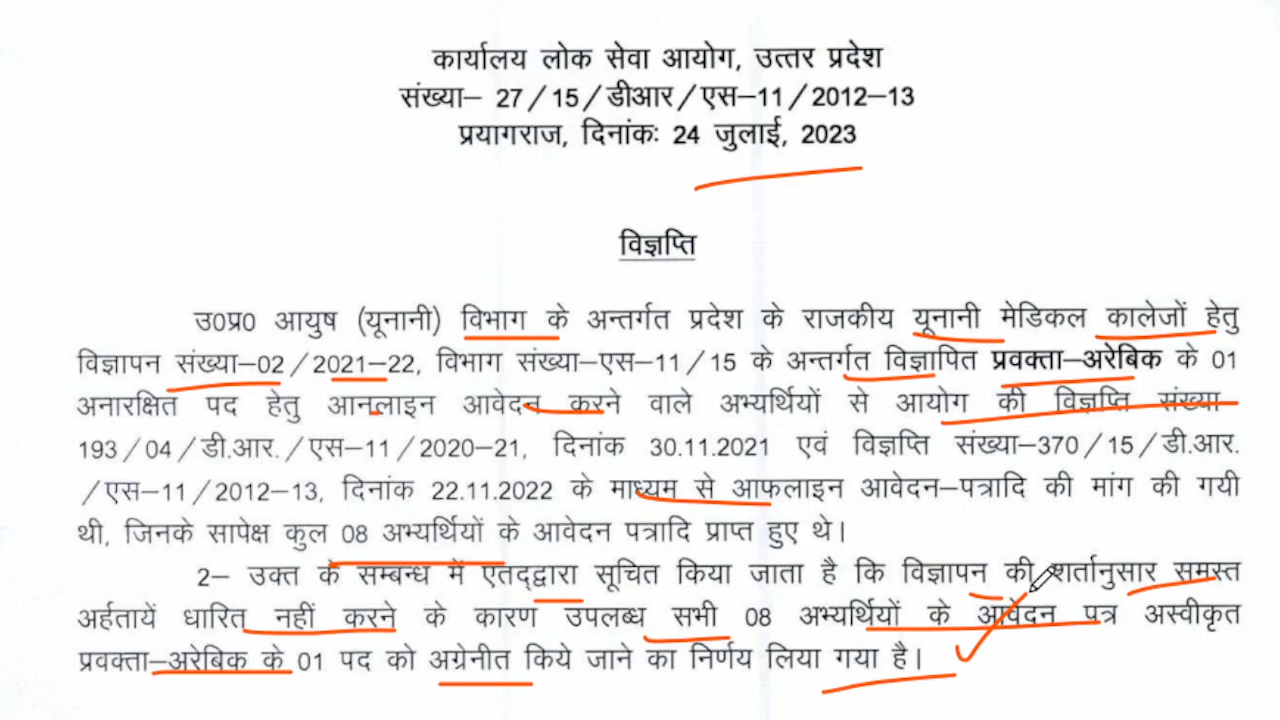 कार्यालय लोक सेवा आयोग, उत्तर प्रदेश
संख्या– 27/15/डीआर/एस–11/2012–13
प्रयागराज, दिनांकः 24 जुलाई, 2023
विज्ञप्ति
उ0प्र0 आयुष (यूनानी) विभाग के अन्तर्गत प्रदेश के राजकीय यूनानी मेडिकल कालेजों हेतु
विज्ञापन संख्या–02/2021–22, विभाग संख्या–एस–11/15 के अन्तर्गत विज्ञापित प्रवक्ता–अरेबिक के 01
अनारक्षित पद हेतु आनलाइन आवेदन करने वाले अभ्यर्थियों से आयोग की विज्ञप्ति संख्या–
193/04/डी.आर./एस–11/2020–21, दिनांक 30.11.2021 एवं विज्ञप्ति संख्या–370/15/डी.आर.
/एस–11/2012–13, दिनांक 22.11.2022 के माध्यम से आफलाइन आवेदन–पत्रादि की मांग की गयी
थी, जिनके सापेक्ष कुल 08 अभ्यर्थियों के आवेदन पत्रादि प्राप्त हुए थे।
2– उक्त के सम्बन्ध में एतद्द्वारा सूचित किया जाता है कि विज्ञापन की शर्तानुसार समस्त
अर्हतायें धारित नहीं करने के कारण उपलब्ध सभी 08 अभ्यर्थियों के आवेदन पत्र अस्वीकृत
प्रवक्ता–अरेबिक के 01 पद को अग्रेनीत किये जाने का निर्णय लिया गया है।